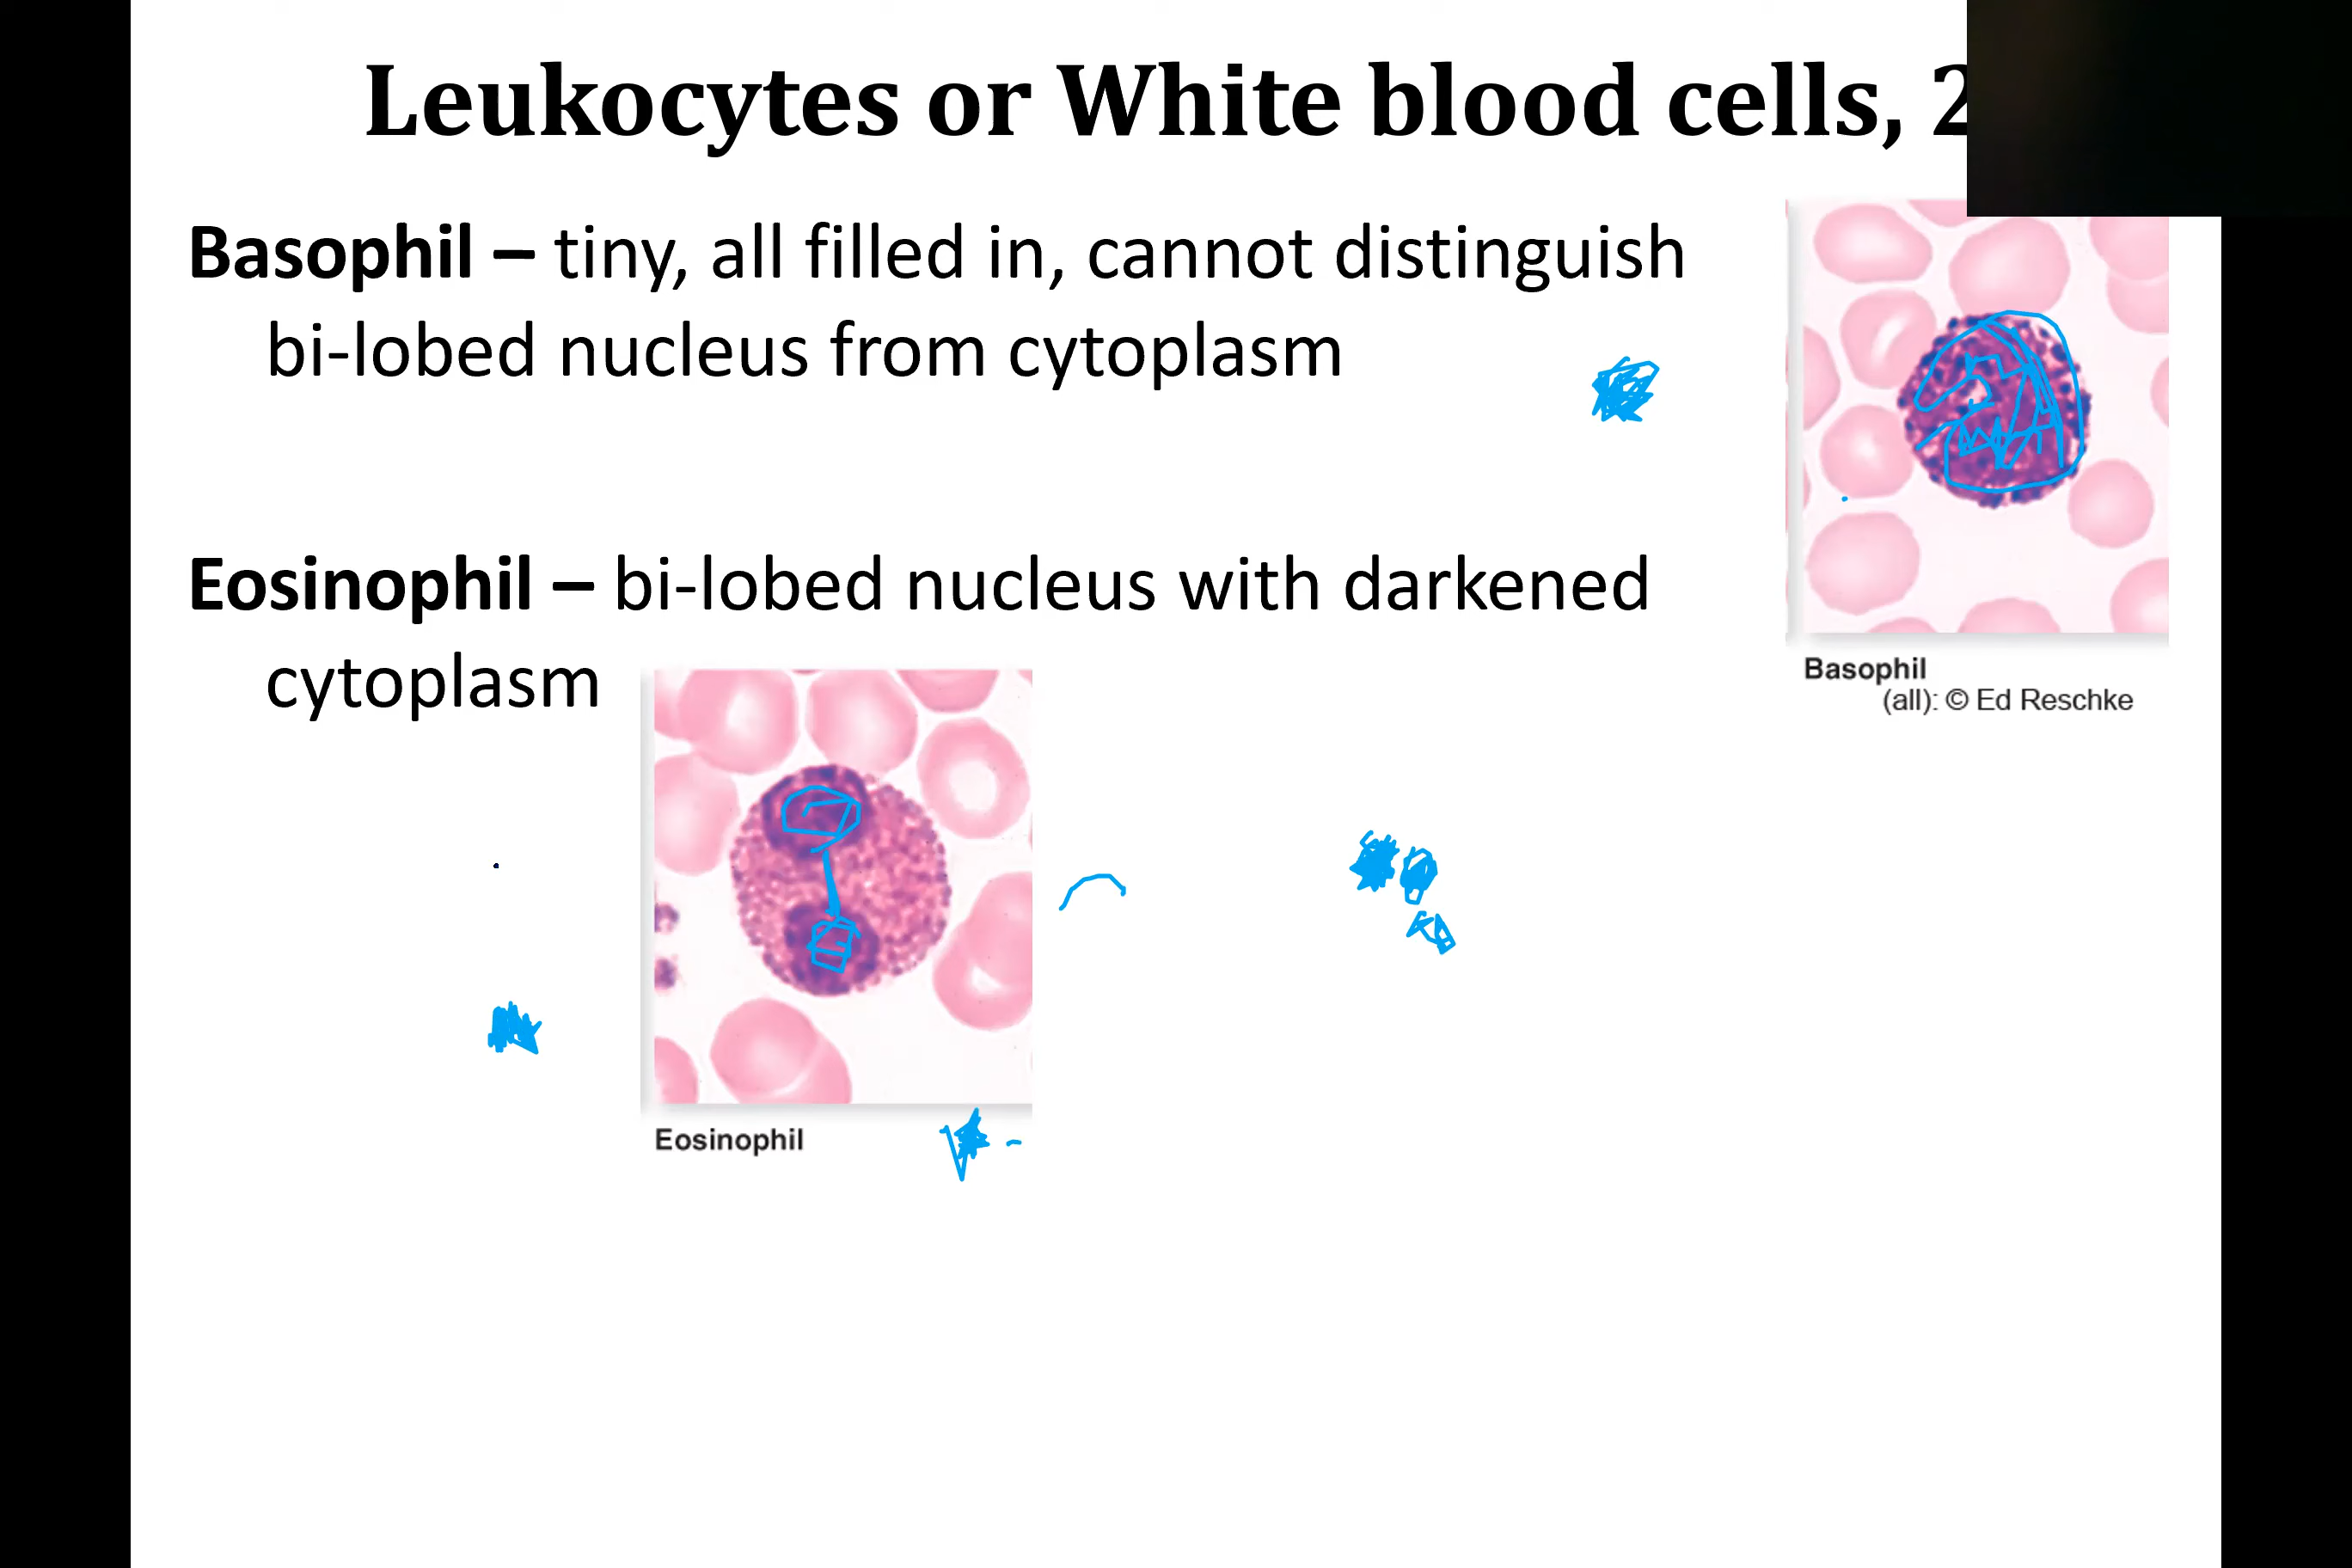 Leukocytes or White blood cells, 2
Basophil – tiny, all filled in, cannot distinguish
bi-lobed nucleus from cytoplasm
Eosinophil – bi-lobed nucleus with darkened
cytoplasm
Basophil
(all): © Ed Reschke
Eosinophil